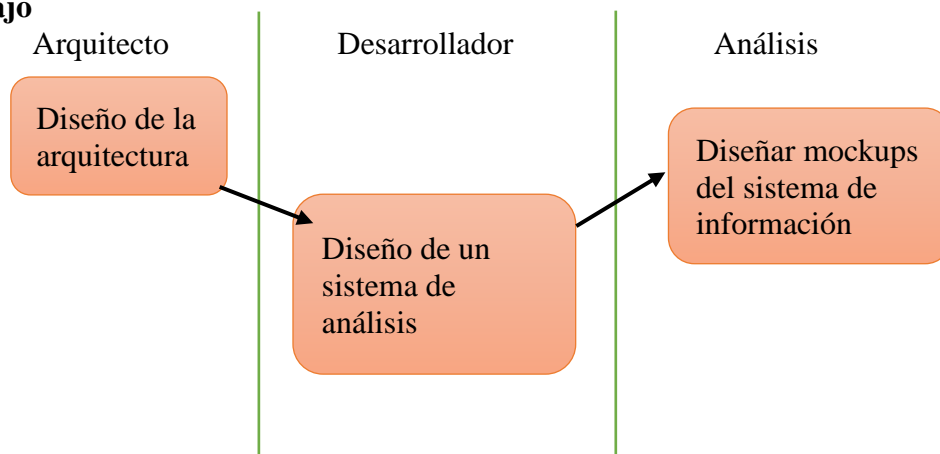 ajo
Arquitecto
Desarrollador
Análisis
Diseño de la
arquitectura
Diseño de un
sistema de
análisis
Diseñar mockups
del sistema de
información